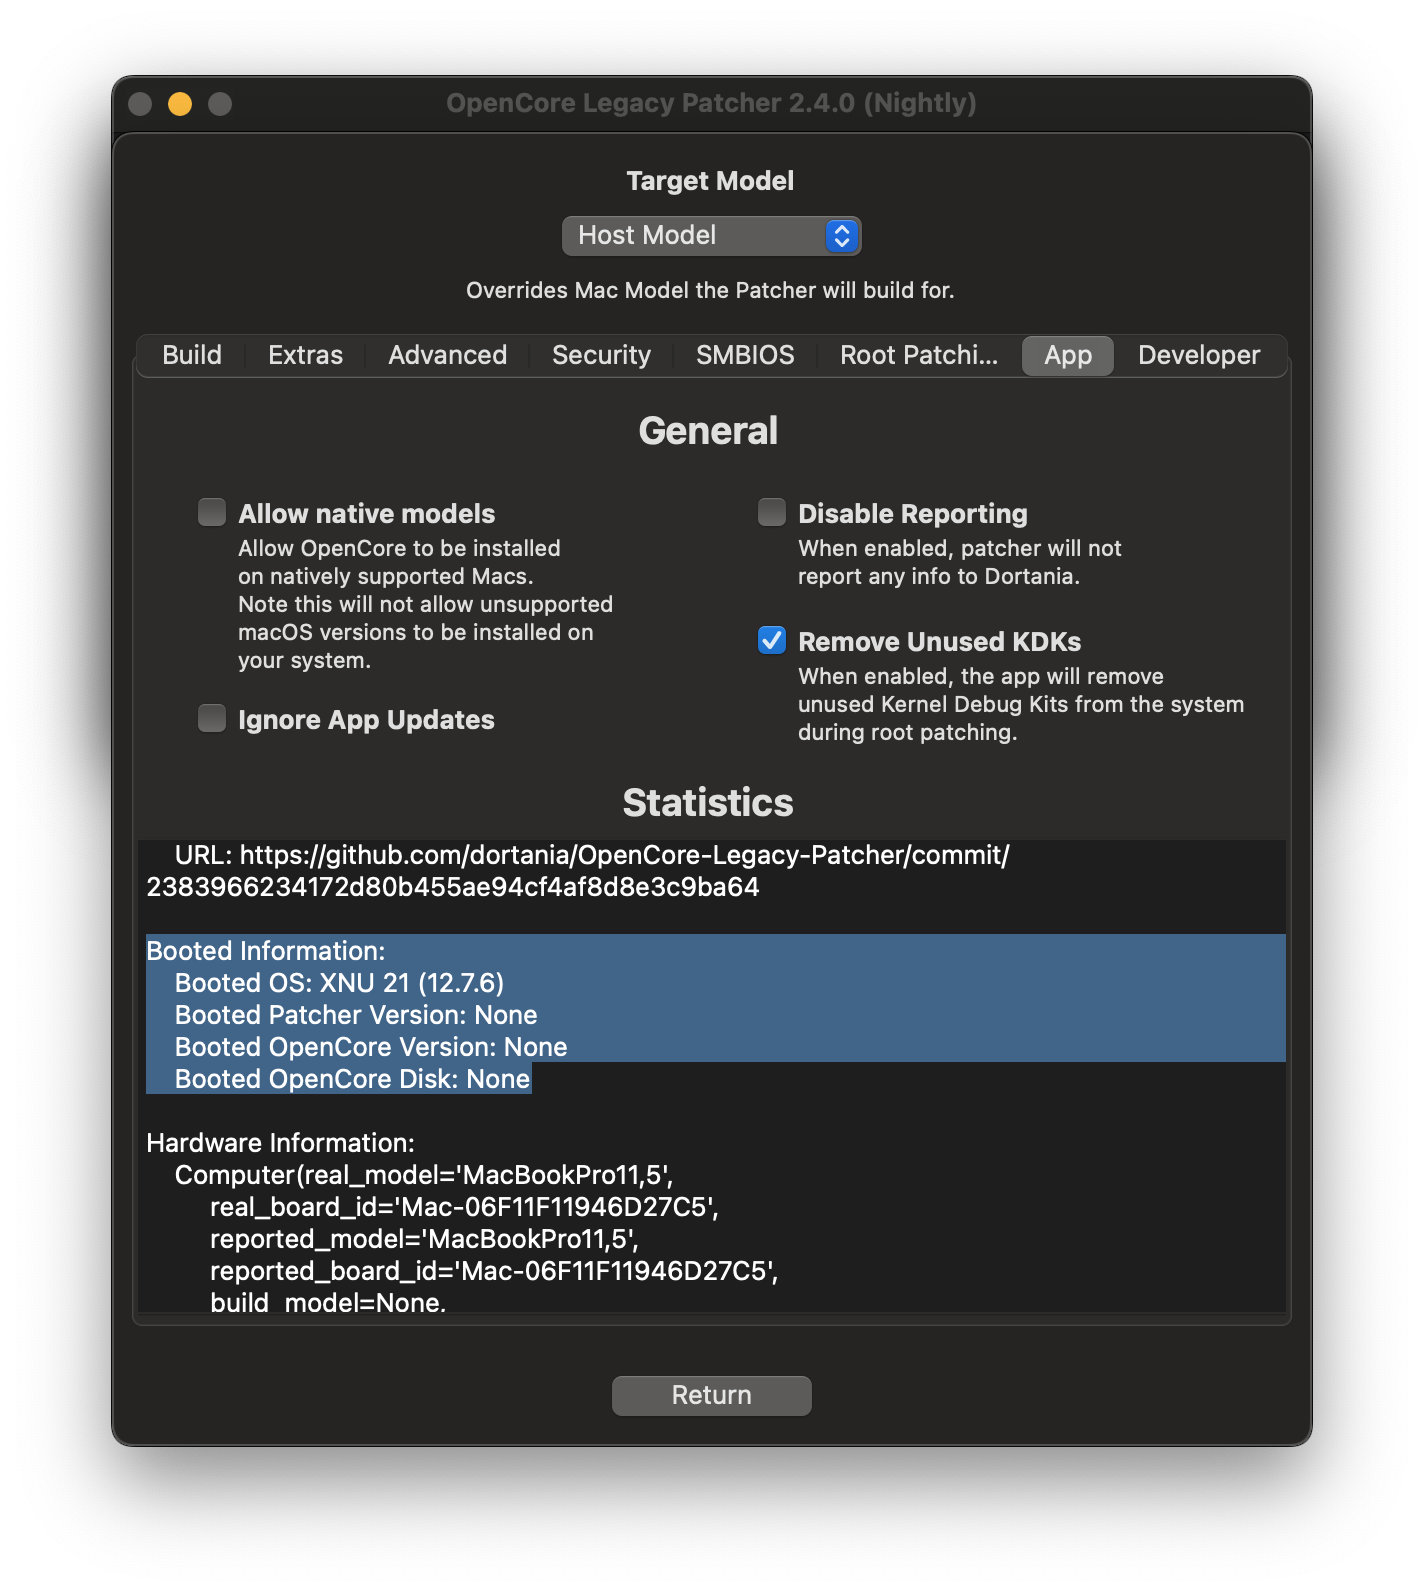 OpenCore Legacy Patcher 2.4.0 (Nightly)
Target Model
Host Model
Overrides Mac Model the Patcher will build for.
Build Extras Advanced Security SMBIOS Root Patchi... App Developer
General
Allow native models
Allow OpenCore to be installed
on natively supported Macs.
Note this will not allow unsupported
macOS versions to be installed on
your system.
Ignore App Updates
Disable Reporting
When enabled, patcher will not
report any info to Dortania.
Remove Unused KDKs
When enabled, the app will remove
unused Kernel Debug Kits from the system
during root patching.
Statistics
URL: https://github.com/dortania/OpenCore-Legacy-Patcher/commit/
2383966234172d80b455ae94cf4af8d8e3c9ba64
Booted Information:
Booted OS: XNU 21 (12.7.6)
Booted Patcher Version: None
Booted OpenCore Version: None
Booted OpenCore Disk: None
Hardware Information:
Computer(real_model='MacBookPro11,5',
real_board_id='Mac-06F11F11946D27C5',
reported_model='MacBookPro11,5',
reported_board_id='Mac-06F11F11946D27C5',
build_model=None,
Return